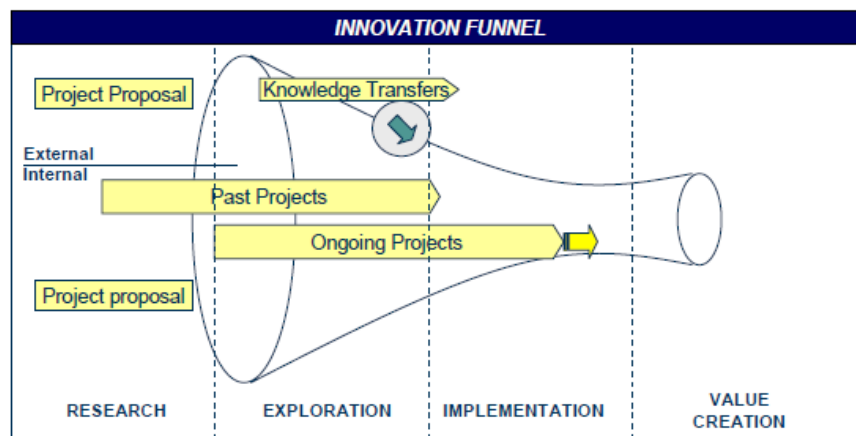 INNOVATION FUNNEL
Project Proposal
Knowledge Transfers
External
Internal
Past Projects
Ongoing Projects
Project proposal
RESEARCH
EXPLORATION
IMPLEMENTATION
VALUE
CREATION